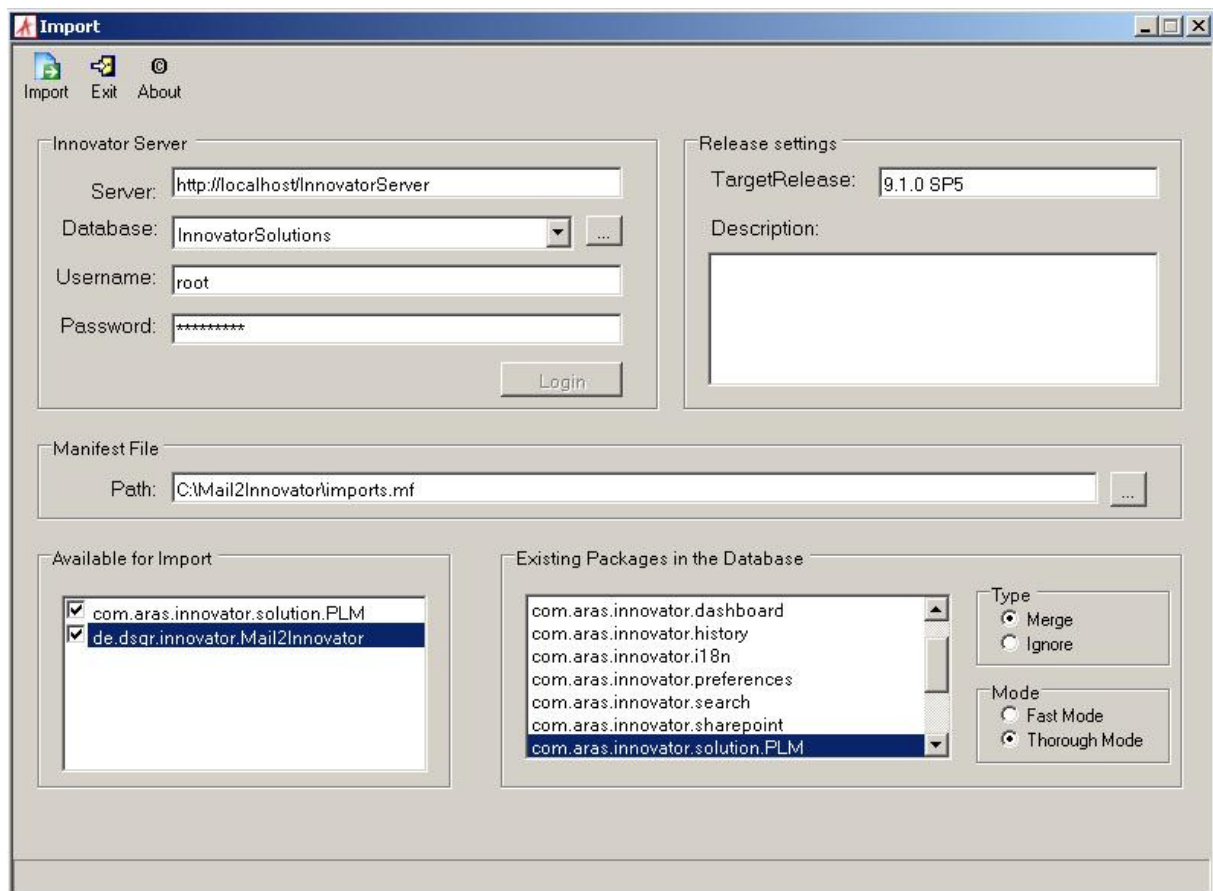 Import
Import Exit About
Innovator Server
Server: http://localhost/InnovatorServer
Database: InnovatorSolutions ...
Username: root
Password: *********
Login
Release settings
TargetRelease: 9.1.0 SP5
Description:
Manifest File
Path: C:\Mail2Innovator\imports.mf ...
Available for Import
com.aras.innovator.solution.PLM
de.dsqr.innovator.Mail2Innovator
Existing Packages in the Database
com.aras.innovator.dashboard
com.aras.innovator.history
com.aras.innovator.i18n
com.aras.innovator.preferences
com.aras.innovator.search
com.aras.innovator.sharepoint
com.aras.innovator.solution.PLM
Type
Merge
Ignore
Mode
Fast Mode
Thorough Mode